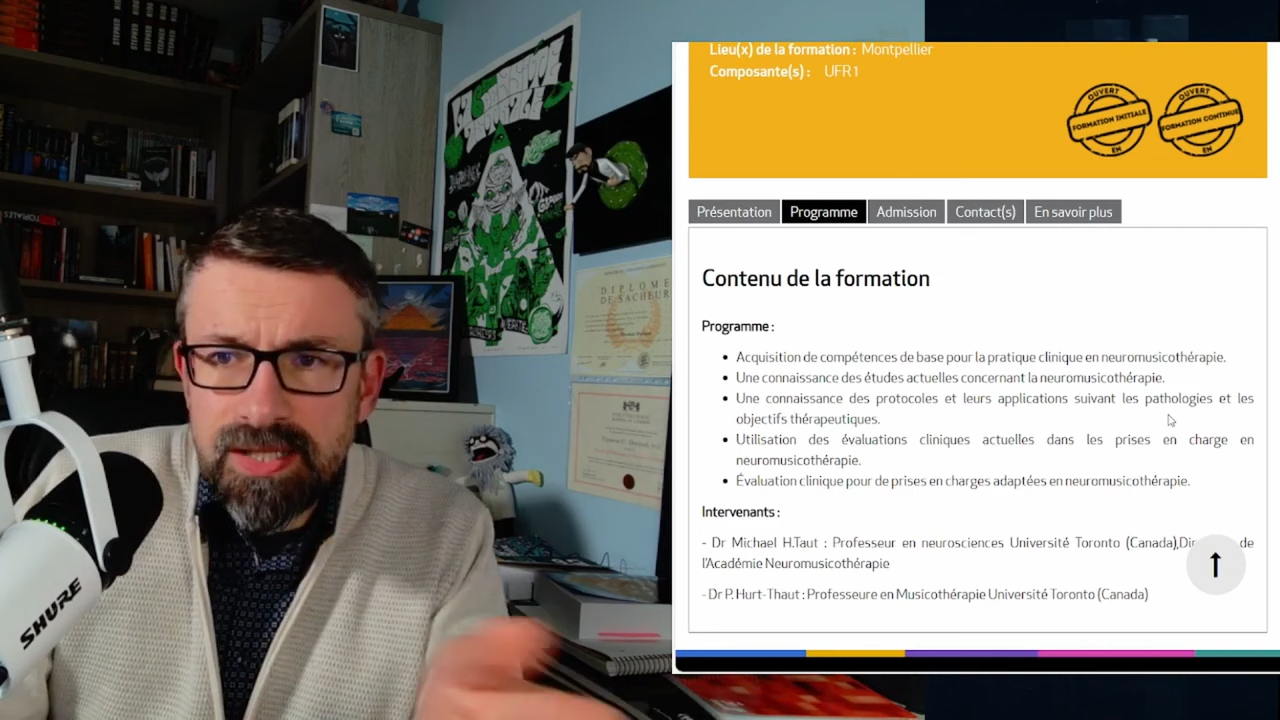 Lieu(x) de la formation : Montpellier
Composante(s) : UFR1
OUVERT
FORMATION INITIALE
EN
OUVERT
FORMATION CONTINUE
EN
Présentation
Programme
Admission
Contact(s)
En savoir plus
Contenu de la formation
Programme :
Acquisition de compétences de base pour la pratique clinique en neuromusicothérapie.
Une connaissance des études actuelles concernant la neuromusicothérapie.
Une connaissance des protocoles et leurs applications suivant les pathologies et les
objectifs thérapeutiques.
Utilisation des évaluations cliniques actuelles dans les prises en charge en
neuromusicothérapie.
Évaluation clinique pour de prises en charges adaptées en neuromusicothérapie.
Intervenants :
- Dr Michael H.Taut : Professeur en neurosciences Université Toronto (Canada), de
l'Académie Neuromusicothérapie
- Dr P. Hurt-Thaut : Professeure en Musicothérapie Université Toronto (Canada)
DIPLOME
DE SACHEUR
SHURE